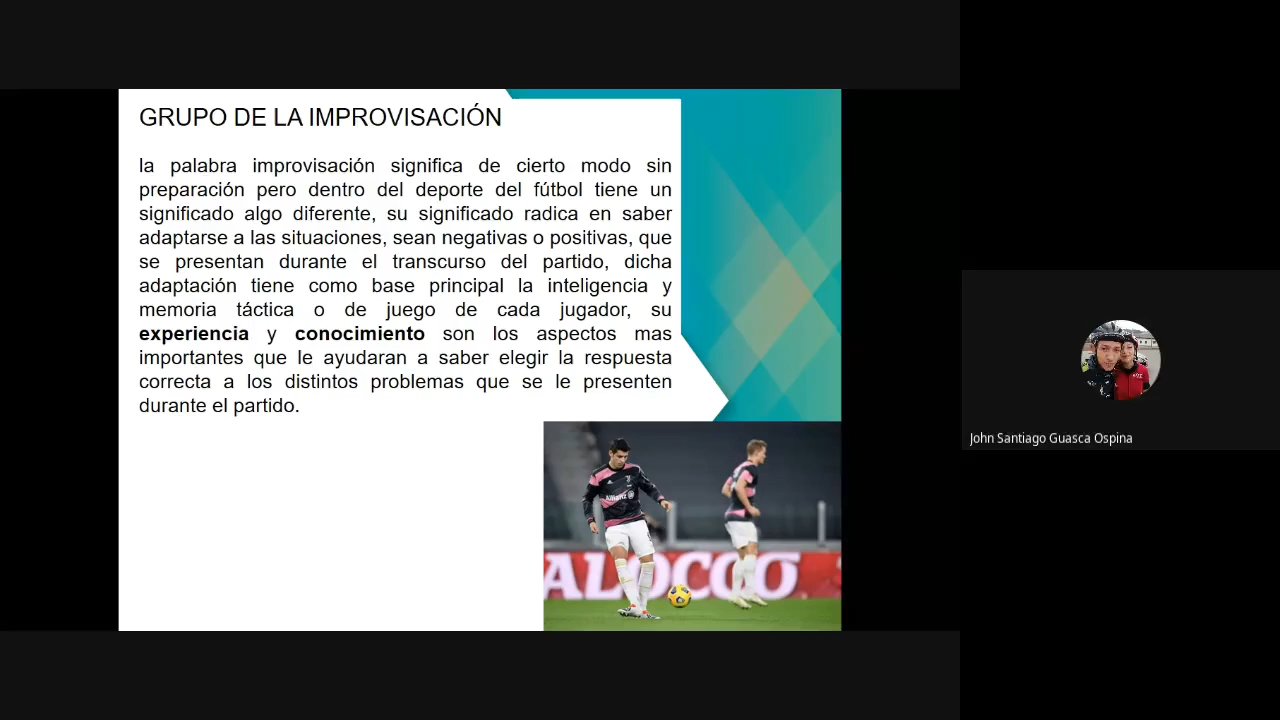 GRUPO DE LA IMPROVISACIÓN
la palabra improvisación significa de cierto modo sin
preparación pero dentro del deporte del fútbol tiene un
significado algo diferente, su significado radica en saber
adaptarse a las situaciones, sean negativas o positivas, que
se presentan durante el transcurso del partido, dicha
adaptación tiene como base principal la inteligencia y
memoria táctica o de juego de cada jugador, su
experiencia y conocimiento son los aspectos mas
importantes que le ayudaran a saber elegir la respuesta
correcta a los distintos problemas que se le presenten
durante el partido.
Allianz
ALOCCO
John Santiago Guasca Ospina